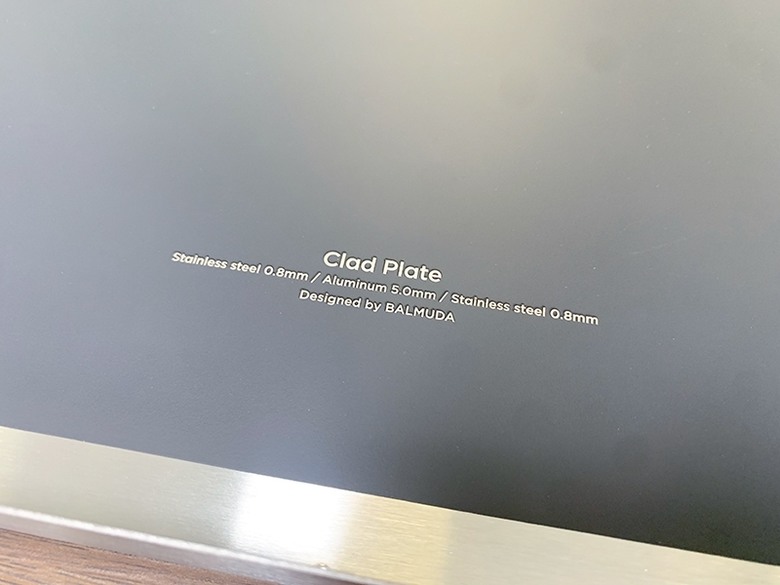 Clad Plate
Stainless steel 0.8mm / Aluminum 5.0mm / Stainless steel 0.8mm
Designed by BALMUDA